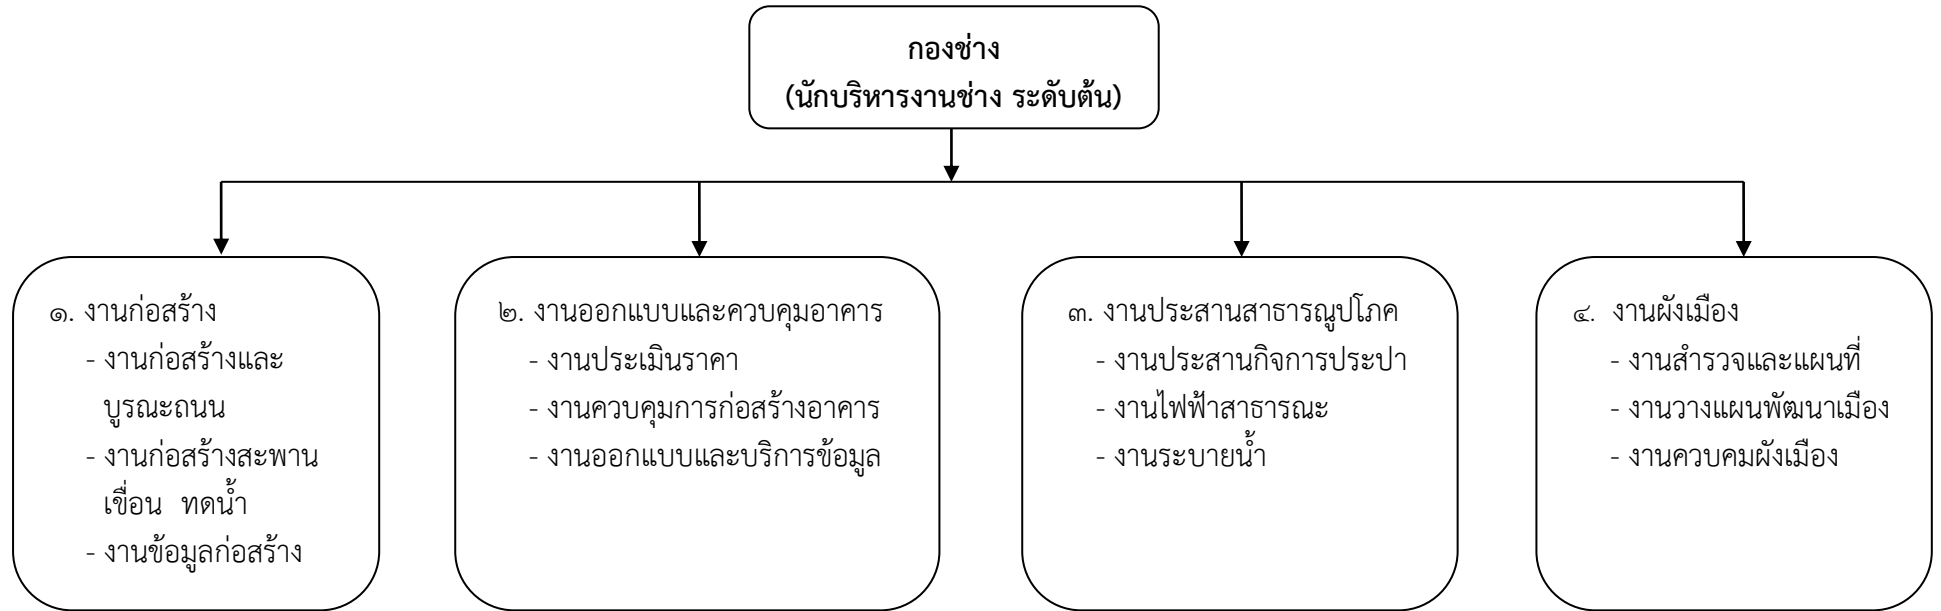 กองช่าง
(นักบริหารงานช่าง ระดับต้น)
๑. งานก่อสร้าง
- งานก่อสร้างและ
บูรณะถนน
- งานก่อสร้างสะพาน
เขื่อน ทดน้ำ
- งานข้อมูลก่อสร้าง
๒. งานออกแบบและควบคุมอาคาร
- งานประเมินราคา
- งานควบคุมการก่อสร้างอาคาร
- งานออกแบบและบริการข้อมูล
๓. งานประสานสาธารณูปโภค
- งานประสานกิจการประปา
- งานไฟฟ้าสาธารณะ
- งานระบายน้ำ
๔. งานผังเมือง
- งานสำรวจและแผนที่
- งานวางแผนพัฒนาเมือง
- งานควบคมผังเมือง